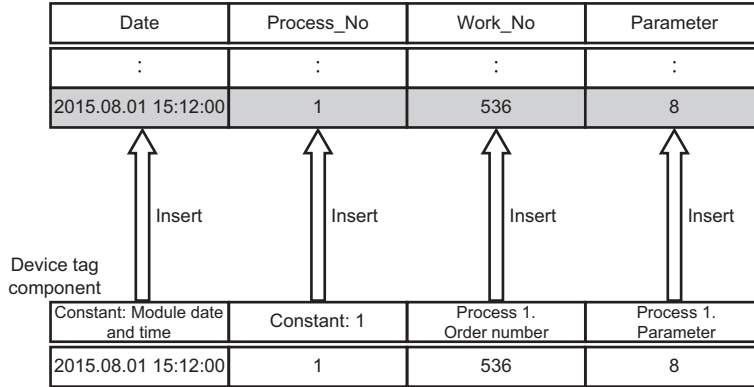 Date Process_No Work_No Parameter
: : : :
2015.08.01 15:12:00 1 536 8
Insert Insert Insert Insert
Device tag
component
Constant: Module date
and time
Constant: 1
Process 1.
Order number
Process 1.
Parameter
2015.08.01 15:12:00 1 536 8